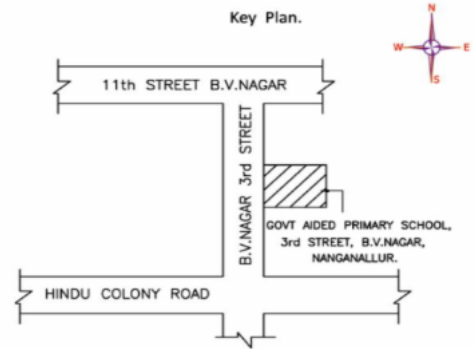 Key Plan.
N
W
E
S
11th STREET B.V.NAGAR
B.V.NAGAR 3rd STREET
GOVT AIDED PRIMARY SCHOOL,
3rd STREET, B.V.NAGAR,
NANGANALLUR.
HINDU COLONY ROAD